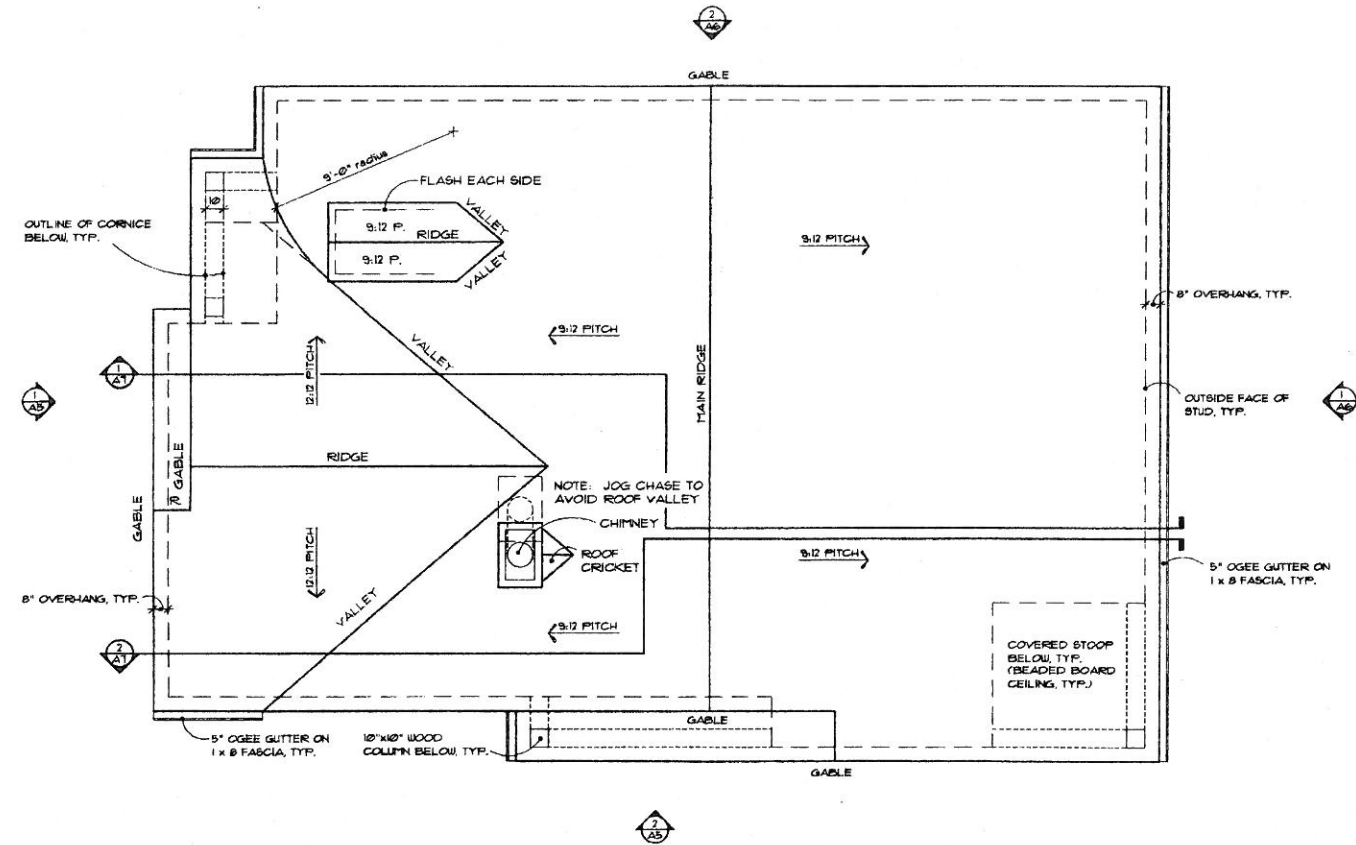 2
A6
GABLE
9'-0" radius
FLASH EACH SIDE
10
OUTLINE OF CORNICE
BELOW, TYP.
9:12 P.
RIDGE
VALLEY
9:12 P.
VALLEY
9:12 PITCH
8" OVERHANG, TYP.
9:12 PITCH
VALLEY
12:12 PITCH
MAIN RIDGE
1
A7
1
A5
OUTSIDE FACE OF
STUD, TYP.
1
A6
GABLE
GABLE
RIDGE
NOTE: JOG CHASE TO
AVOID ROOF VALLEY
CHIMNEY
ROOF
CRICKET
12:12 PITCH
9:12 PITCH
5" OGEE GUTTER ON
1 x 8 FASCIA, TYP.
8" OVERHANG, TYP.
VALLEY
9:12 PITCH
2
A7
COVERED STOOP
BELOW, TYP.
(BEADED BOARD
CEILING, TYP.)
GABLE
5" OGEE GUTTER ON
1 x 8 FASCIA, TYP.
10"x10" WOOD
COLUMN BELOW, TYP.
GABLE
2
A5